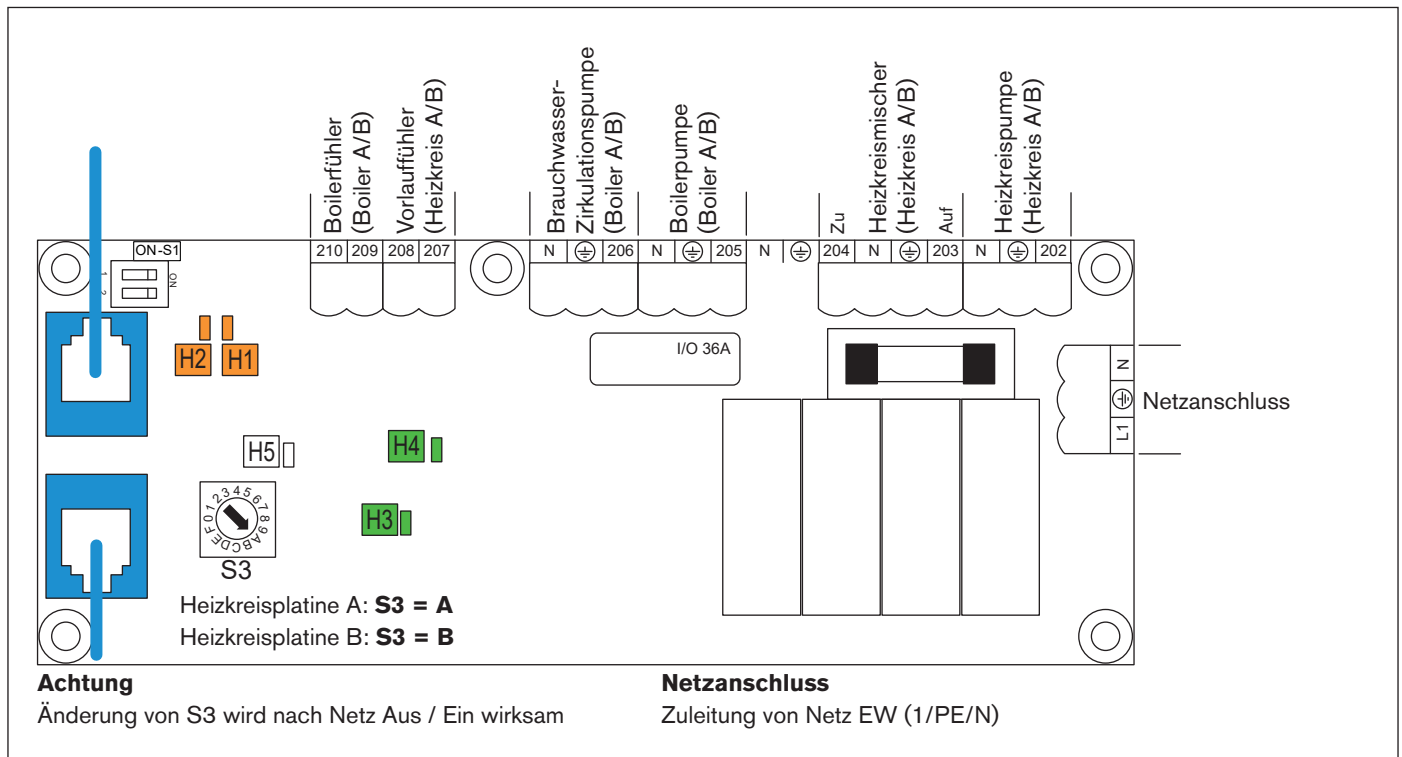 Boilerfühler
(Boiler A/B)
Vorlauffühler
(Heizkreis A/B)
Brauchwasser-
Zirkulationspumpe
(Boiler A/B)
Boilerpumpe
(Boiler A/B)
Zu
Heizkreismischer
(Heizkreis A/B)
Auf
Heizkreispumpe
(Heizkreis A/B)
210 209 208 207 N 206 N 205 N 204 N 203 N 202
ON-S1
1 2
ON
H2 H1
I/O 36A
N
L1
Netzanschluss
H5
H4
H3
0 1 2 3 4 5 6 7 8 9 A B C D E F
S3
Heizkreisplatine A: S3 = A
Heizkreisplatine B: S3 = B
Achtung
Änderung von S3 wird nach Netz Aus / Ein wirksam
Netzanschluss
Zuleitung von Netz EW (1/PE/N)